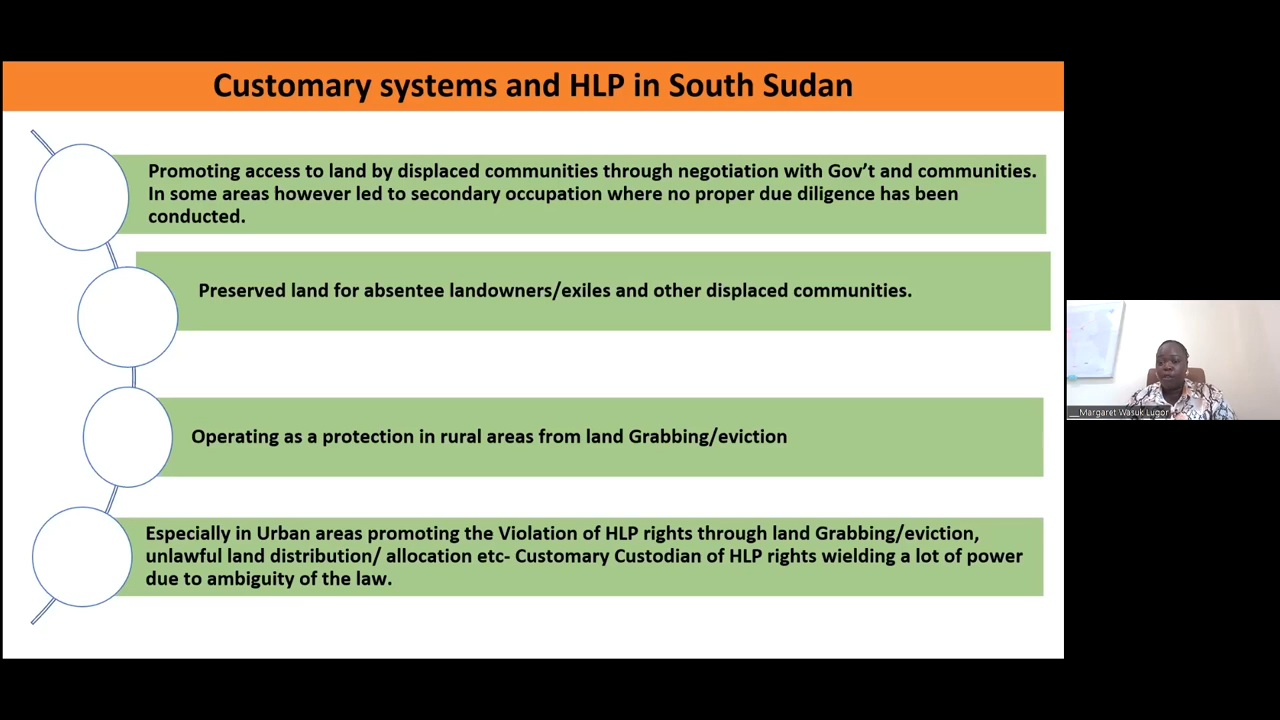 Customary systems and HLP in South Sudan
Promoting access to land by displaced communities through negotiation with Gov't and communities.
In some areas however led to secondary occupation where no proper due diligence has been
conducted.
Preserved land for absentee landowners/exiles and other displaced communities.
Operating as a protection in rural areas from land Grabbing/eviction
Especially in Urban areas promoting the Violation of HLP rights through land Grabbing/eviction,
unlawful land distribution/ allocation etc- Customary Custodian of HLP rights wielding a lot of power
due to ambiguity of the law.
__Margaret Wasuk Lugor